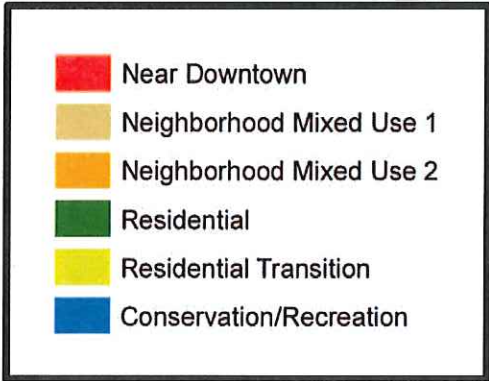 Near Downtown
Neighborhood Mixed Use 1
Neighborhood Mixed Use 2
Residential
Residential Transition
Conservation/Recreation